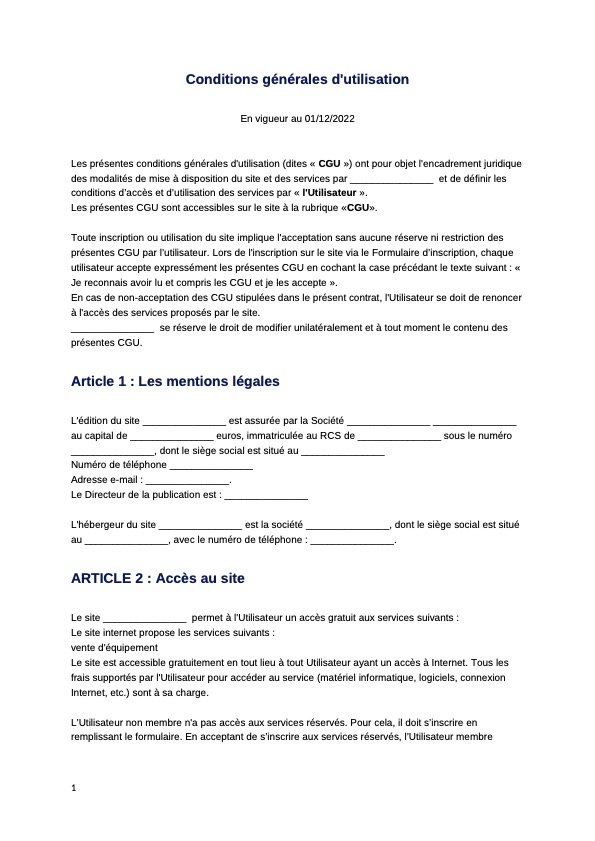 Conditions générales d'utilisation
En vigueur au 01/12/2022
Les présentes conditions générales d'utilisation (dites « CGU ») ont pour objet l'encadrement juridique
des modalités de mise à disposition du site et des services par _______________ et de définir les
conditions d'accès et d'utilisation des services par « l'Utilisateur ».
Les présentes CGU sont accessibles sur le site à la rubrique «CGU».
Toute inscription ou utilisation du site implique l'acceptation sans aucune réserve ni restriction des
présentes CGU par l'utilisateur. Lors de l'inscription sur le site via le Formulaire d'inscription, chaque
utilisateur accepte expressément les présentes CGU en cochant la case précédant le texte suivant : «
Je reconnais avoir lu et compris les CGU et je les accepte ».
En cas de non-acceptation des CGU stipulées dans le présent contrat, l'Utilisateur se doit de renoncer
à l'accès des services proposés par le site.
_______________ se réserve le droit de modifier unilatéralement et à tout moment le contenu des
présentes CGU.
Article 1 : Les mentions légales
L'édition du site _______________ est assurée par la Société _______________ _______________
au capital de _______________ euros, immatriculée au RCS de _______________ sous le numéro
_______________, dont le siège social est situé au _______________
Numéro de téléphone _______________
Adresse e-mail : _______________.
Le Directeur de la publication est : _______________
L'hébergeur du site _______________ est la société _______________, dont le siège social est situé
au _______________, avec le numéro de téléphone : _______________.
ARTICLE 2 : Accès au site
Le site _______________ permet à l'Utilisateur un accès gratuit aux services suivants :
Le site internet propose les services suivants :
vente d'équipement
Le site est accessible gratuitement en tout lieu à tout Utilisateur ayant un accès à Internet. Tous les
frais supportés par l'Utilisateur pour accéder au service (matériel informatique, logiciels, connexion
Internet, etc.) sont à sa charge.
L'Utilisateur non membre n'a pas accès aux services réservés. Pour cela, il doit s'inscrire en
remplissant le formulaire. En acceptant de s'inscrire aux services réservés, l'Utilisateur membre
1